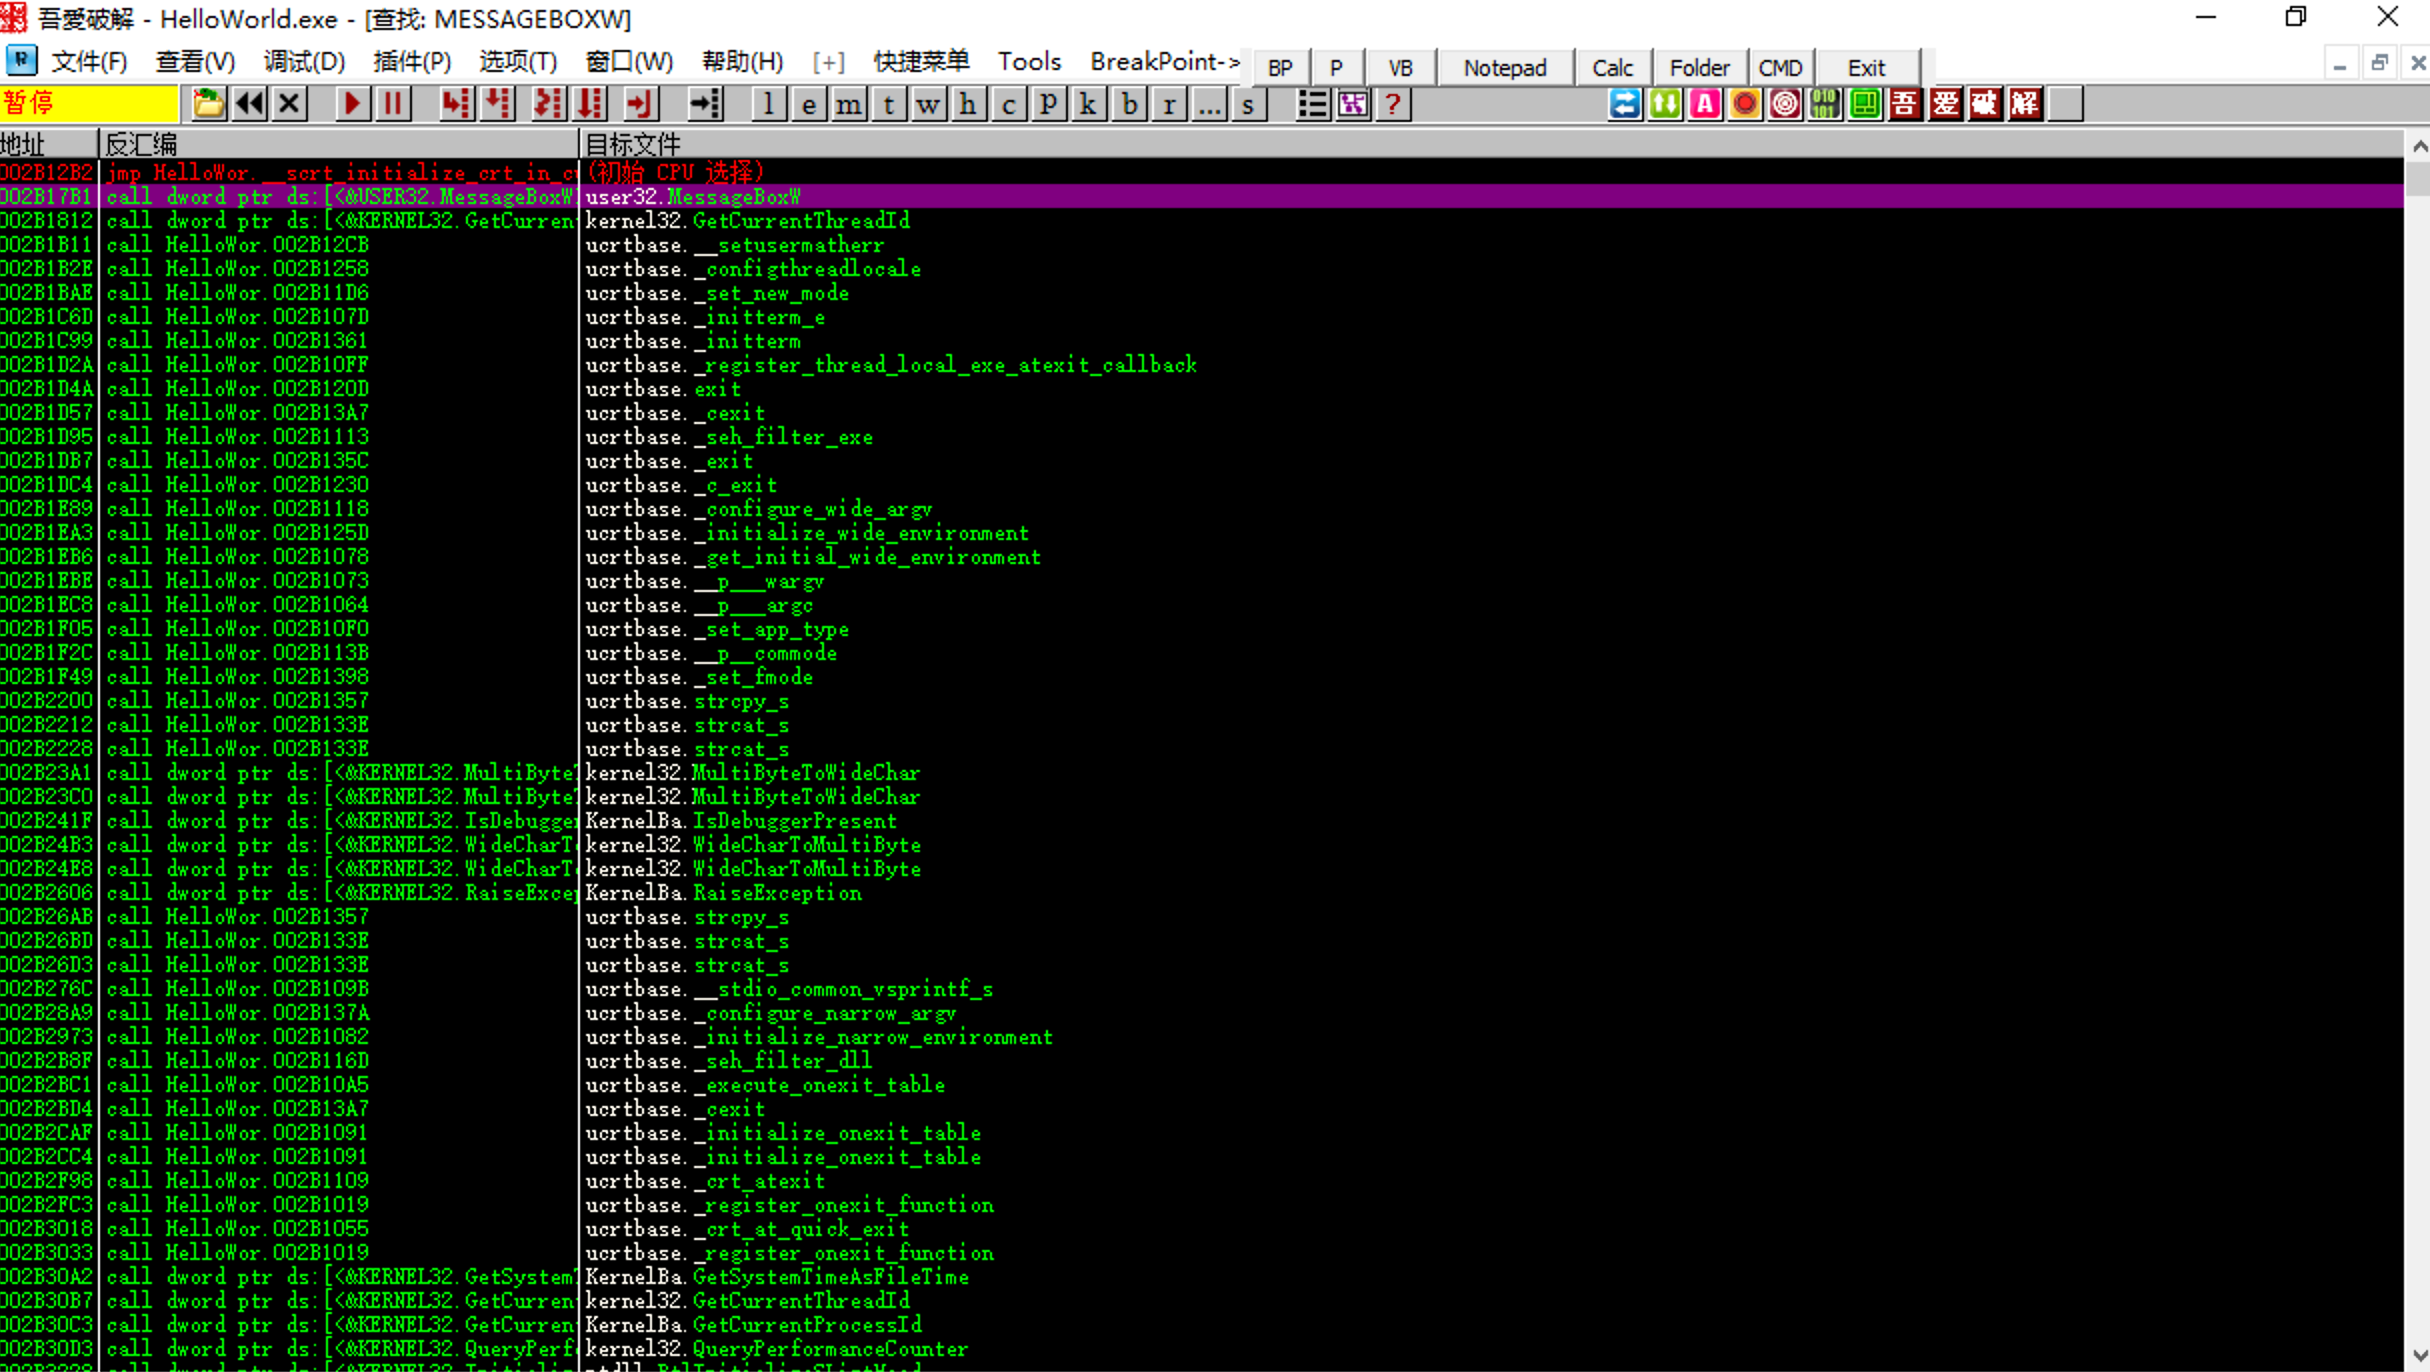 吾愛破解 - HelloWorld.exe - [查找: MESSAGEBOXW]
文件(F) 查看(V) 调试(D) 插件(P) 选项(T) 窗口(W) 帮助(H) [+] 快捷菜单 Tools BreakPoint-> BP P VB Notepad Calc Folder CMD Exit
暂停 l e m t w h c p k b r ... s ? A 吾 爱 破 解
地址 反汇编 目标文件
002B12B2 jmp HelloWor.__scrt_initialize_crt_in_c (初始 CPU 选择)
002B17B1 call dword ptr ds:[<&USER32.MessageBoxW user32.MessageBoxW
002B1812 call dword ptr ds:[<&KERNEL32.GetCurren kernel32.GetCurrentThreadId
002B1B11 call HelloWor.002B12CB ucrtbase.__setusermatherr
002B1B2E call HelloWor.002B1258 ucrtbase._configthreadlocale
002B1BAE call HelloWor.002B11D6 ucrtbase._set_new_mode
002B1C6D call HelloWor.002B107D ucrtbase._initterm_e
002B1C99 call HelloWor.002B1361 ucrtbase._initterm
002B1D2A call HelloWor.002B10FF ucrtbase._register_thread_local_exe_atexit_callback
002B1D4A call HelloWor.002B120D ucrtbase.exit
002B1D57 call HelloWor.002B13A7 ucrtbase._cexit
002B1D95 call HelloWor.002B1113 ucrtbase._seh_filter_exe
002B1DB7 call HelloWor.002B135C ucrtbase._exit
002B1DC4 call HelloWor.002B1230 ucrtbase._c_exit
002B1E89 call HelloWor.002B1118 ucrtbase._configure_wide_argv
002B1EA3 call HelloWor.002B125D ucrtbase._initialize_wide_environment
002B1EB6 call HelloWor.002B1078 ucrtbase._get_initial_wide_environment
002B1EBE call HelloWor.002B1073 ucrtbase.__p___wargv
002B1EC8 call HelloWor.002B1064 ucrtbase.__p___argc
002B1F05 call HelloWor.002B10F0 ucrtbase._set_app_type
002B1F2C call HelloWor.002B113B ucrtbase.__p__commode
002B1F49 call HelloWor.002B1398 ucrtbase._set_fmode
002B2200 call HelloWor.002B1357 ucrtbase.strcpy_s
002B2212 call HelloWor.002B133E ucrtbase.strcat_s
002B2228 call HelloWor.002B133E ucrtbase.strcat_s
002B23A1 call dword ptr ds:[<&KERNEL32.MultiByte kernel32.MultiByteToWideChar
002B23C0 call dword ptr ds:[<&KERNEL32.MultiByte kernel32.MultiByteToWideChar
002B241F call dword ptr ds:[<&KERNEL32.IsDebugge KernelBa.IsDebuggerPresent
002B24B3 call dword ptr ds:[<&KERNEL32.WideCharT kernel32.WideCharToMultiByte
002B24E8 call dword ptr ds:[<&KERNEL32.WideCharT kernel32.WideCharToMultiByte
002B2606 call dword ptr ds:[<&KERNEL32.RaiseExce KernelBa.RaiseException
002B26AB call HelloWor.002B1357 ucrtbase.strcpy_s
002B26BD call HelloWor.002B133E ucrtbase.strcat_s
002B26D3 call HelloWor.002B133E ucrtbase.strcat_s
002B276C call HelloWor.002B109B ucrtbase.__stdio_common_vsprintf_s
002B28A9 call HelloWor.002B137A ucrtbase._configure_narrow_argv
002B2973 call HelloWor.002B1082 ucrtbase._initialize_narrow_environment
002B2B8F call HelloWor.002B116D ucrtbase._seh_filter_dll
002B2BC1 call HelloWor.002B10A5 ucrtbase._execute_onexit_table
002B2BD4 call HelloWor.002B13A7 ucrtbase._cexit
002B2CAF call HelloWor.002B1091 ucrtbase._initialize_onexit_table
002B2CC4 call HelloWor.002B1091 ucrtbase._initialize_onexit_table
002B2F98 call HelloWor.002B1109 ucrtbase._crt_atexit
002B2FC3 call HelloWor.002B1019 ucrtbase._register_onexit_function
002B3018 call HelloWor.002B1055 ucrtbase._crt_at_quick_exit
002B3033 call HelloWor.002B1019 ucrtbase._register_onexit_function
002B30A2 call dword ptr ds:[<&KERNEL32.GetSystem KernelBa.GetSystemTimeAsFileTime
002B30B7 call dword ptr ds:[<&KERNEL32.GetCurren kernel32.GetCurrentThreadId
002B30C3 call dword ptr ds:[<&KERNEL32.GetCurren KernelBa.GetCurrentProcessId
002B30D3 call dword ptr ds:[<&KERNEL32.QueryPerf kernel32.QueryPerformanceCounter